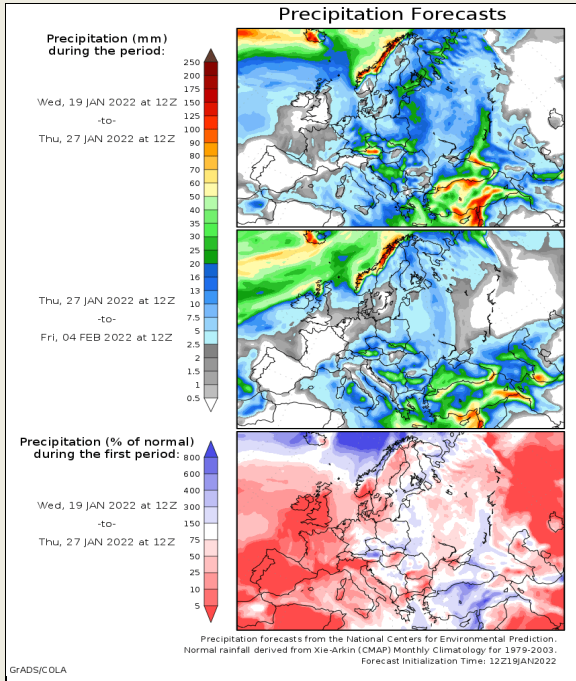 Precipitation Forecasts
Precipitation (mm)
during the period:
Wed, 19 JAN 2022 at 12Z
-to-
Thu, 27 JAN 2022 at 12Z
250
200
175
150
125
100
90
80
70
60
50
40
35
30
25
20
16
13
10
7.5
5
2.5
2
1.5
1
0.5
Thu, 27 JAN 2022 at 12Z
-to-
Fri, 04 FEB 2022 at 12Z
Precipitation (% of normal)
during the first period:
Wed, 19 JAN 2022 at 12Z
-to-
Thu, 27 JAN 2022 at 12Z
800
600
400
300
150
75
50
25
10
5
Precipitation forecasts from the National Centers for Environmental Prediction.
Normal rainfall derived from Xie-Arkin (CMAP) Monthly Climatology for 1979-2003.
Forecast Initialization Time: 12Z19JAN2022
GrADS/COLA